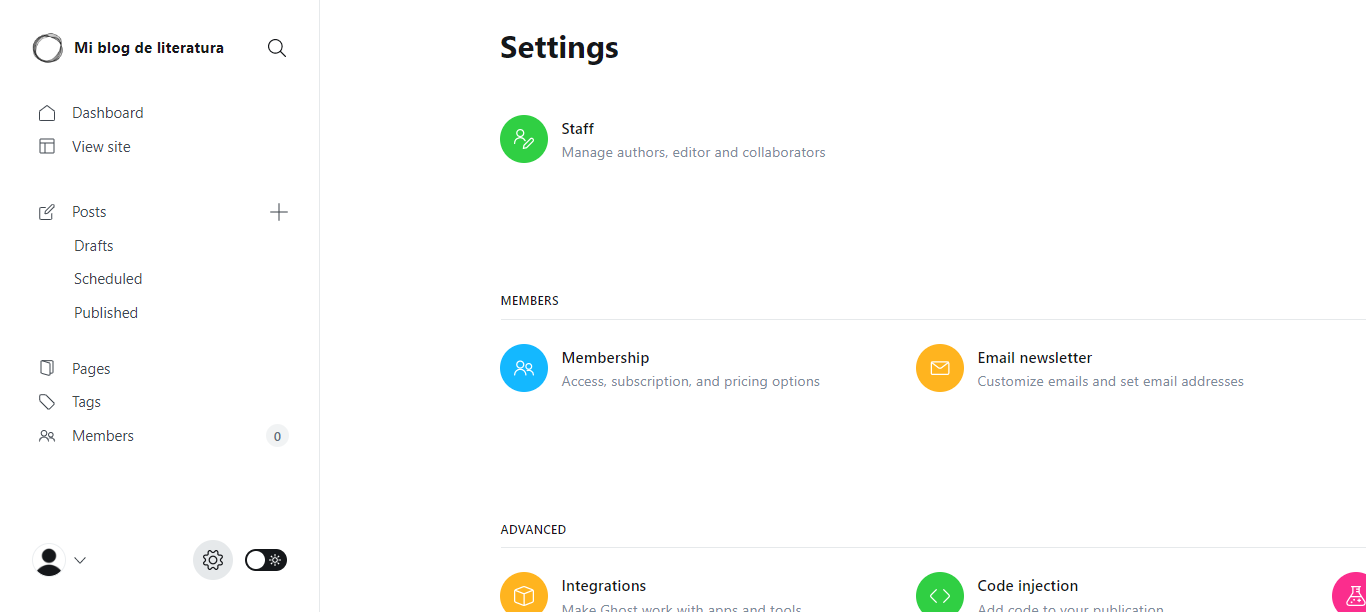 Mi blog de literatura
Dashboard
View site
Posts
Drafts
Scheduled
Published
Pages
Tags
Members
0
Settings
Staff
Manage authors, editor and collaborators
MEMBERS
Membership
Access, subscription, and pricing options
Email newsletter
Customize emails and set email addresses
ADVANCED
Integrations
Make Ghost work with apps and tools
Code injection
Add code to your publication